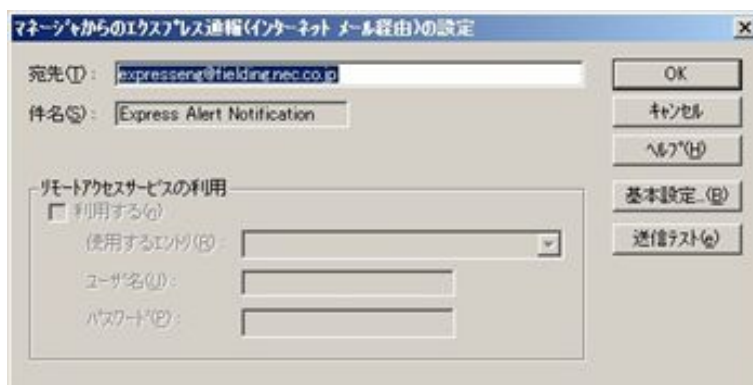 マネージャからのエクスプレス通報(インターネット メール経由)の設定
宛先(T): expresseng@fielding.nec.co.jp
OK
件名(S): Express Alert Notification
キャンセル
ヘルプ(H)
リモートアクセスサービスの利用
基本設定..(B)
利用する(n)
使用するエントリ(R):
送信テスト(e)
ユーザ名(U):
パスワード(P):